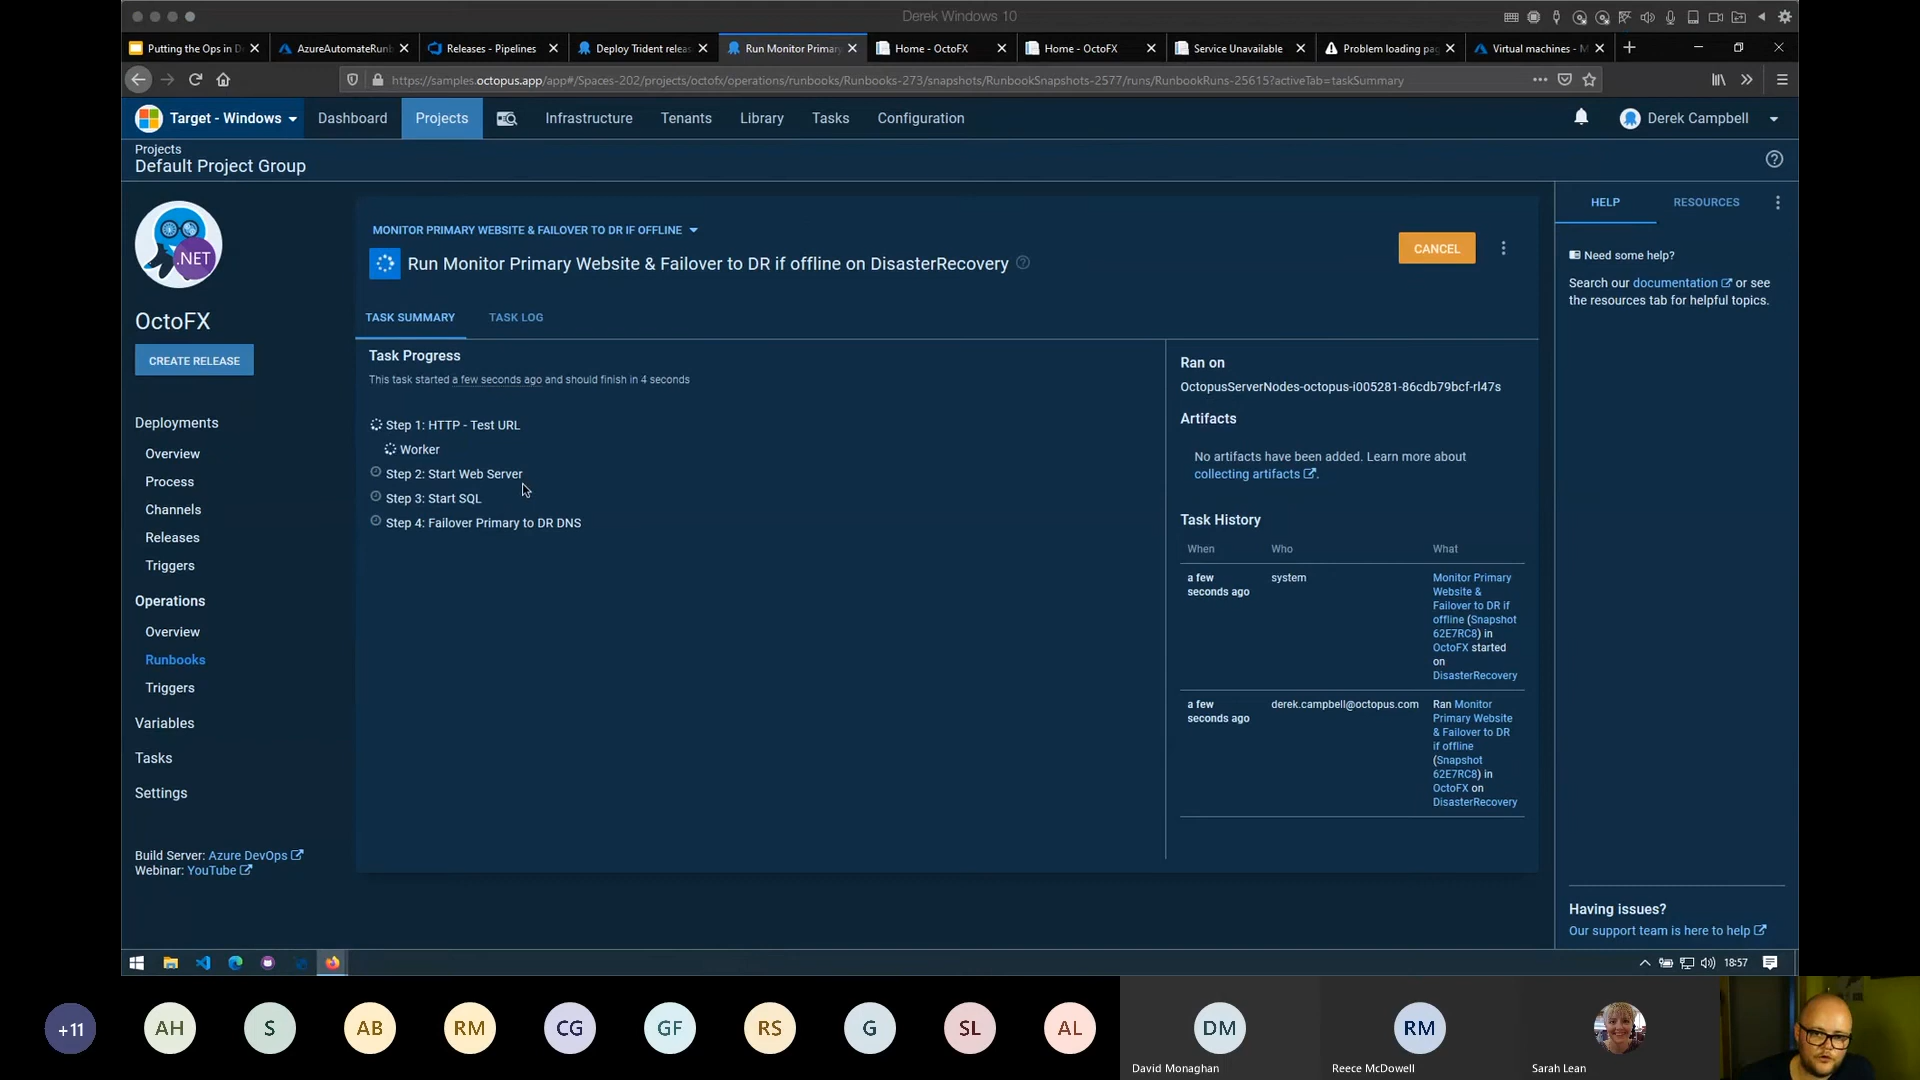 Derek Windows 10
Putting the Ops in D
AzureAutomateRunb
Releases - Pipelines
Deploy Trident releas
Run Monitor Primary
Home - OctoFX
Home - OctoFX
Service Unavailable
Problem loading pag
Virtual machines - M
https://samples.octopus.app/app#/Spaces-202/projects/octofx/operations/runbooks/Runbooks-273/snapshots/RunbookSnapshots-2577/runs/RunbookRuns-25615?activeTab=taskSummary
Target - Windows
Dashboard
Projects
Infrastructure
Tenants
Library
Tasks
Configuration
Derek Campbell
Projects
Default Project Group
.NET
OctoFX
CREATE RELEASE
Deployments
Overview
Process
Channels
Releases
Triggers
Operations
Overview
Runbooks
Triggers
Variables
Tasks
Settings
Build Server: Azure DevOps
Webinar: YouTube
MONITOR PRIMARY WEBSITE & FAILOVER TO DR IF OFFLINE
Run Monitor Primary Website & Failover to DR if offline on DisasterRecovery
CANCEL
TASK SUMMARY
TASK LOG
Task Progress
This task started a few seconds ago and should finish in 4 seconds
Step 1: HTTP - Test URL
Worker
Step 2: Start Web Server
Step 3: Start SQL
Step 4: Failover Primary to DR DNS
Ran on
OctopusServerNodes-octopus-i005281-86cdb79bcf-rl47s
Artifacts
No artifacts have been added. Learn more about
collecting artifacts.
Task History
When
Who
What
a few
seconds ago
system
Monitor Primary
Website &
Failover to DR if
offline (Snapshot
62E7RC8) in
OctoFX started
on
DisasterRecovery
a few
seconds ago
derek.campbell@octopus.com
Ran Monitor
Primary Website
& Failover to DR
if offline
(Snapshot
62E7RC8) in
OctoFX on
DisasterRecovery
HELP
RESOURCES
Need some help?
Search our documentation or see
the resources tab for helpful topics.
Having issues?
Our support team is here to help
18:57
+11
AH
S
AB
RM
CG
GF
RS
G
SL
AL
DM
David Monaghan
RM
Reece McDowell
Sarah Lean